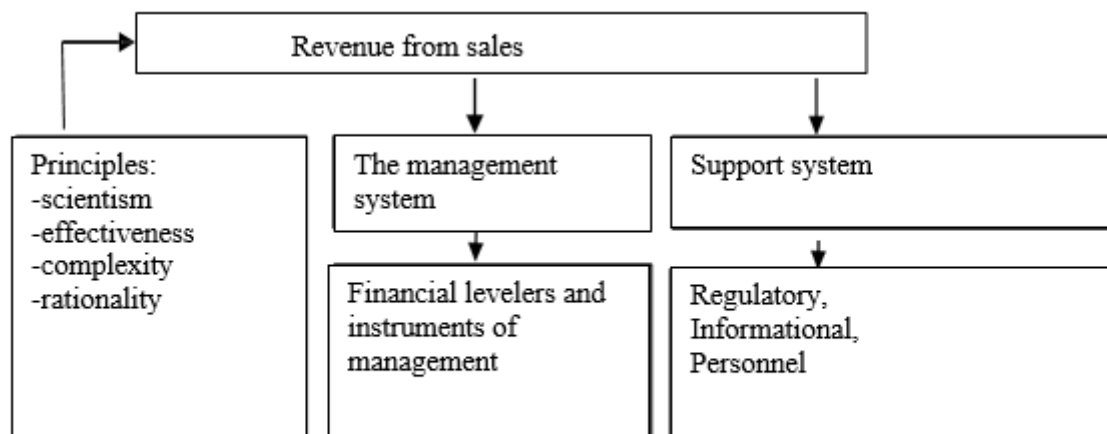 Revenue from sales
Principles:
-scientism
-effectiveness
-complexity
-rationality
The management
system
Support system
Financial levelers and
instruments of
management
Regulatory,
Informational,
Personnel